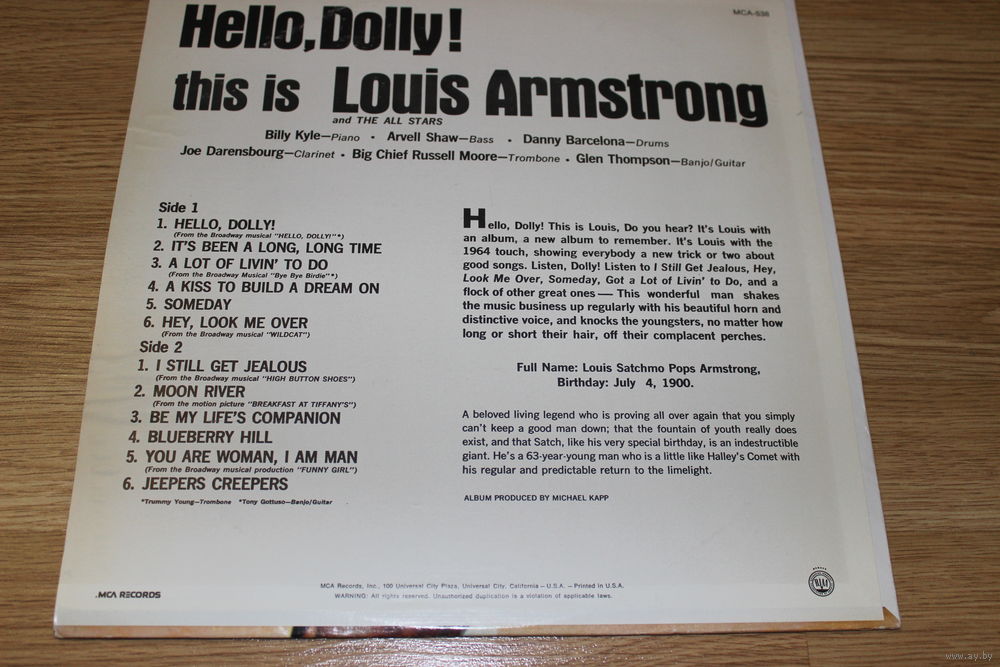 MCA-538
Hello, Dolly!
this is Louis Armstrong
and THE ALL STARS
Billy Kyle—Piano • Arvell Shaw—Bass • Danny Barcelona—Drums
Joe Darensbourg—Clarinet • Big Chief Russell Moore—Trombone • Glen Thompson—Banjo/Guitar
Side 1
1. HELLO, DOLLY!
(From the Broadway musical "HELLO, DOLLY!"*)
2. IT'S BEEN A LONG, LONG TIME
3. A LOT OF LIVIN' TO DO
(From the Broadway Musical "Bye Bye Birdie"*)
4. A KISS TO BUILD A DREAM ON
5. SOMEDAY
6. HEY, LOOK ME OVER
(From the Broadway musical "WILDCAT")
Side 2
1. I STILL GET JEALOUS
(From the Broadway musical "HIGH BUTTON SHOES")
2. MOON RIVER
(From the motion picture "BREAKFAST AT TIFFANY'S")
3. BE MY LIFE'S COMPANION
4. BLUEBERRY HILL
5. YOU ARE WOMAN, I AM MAN
(From the Broadway musical production "FUNNY GIRL")
6. JEEPERS CREEPERS
*Trummy Young—Trombone *Tony Gottuso—Banjo/Guitar
Hello, Dolly! This is Louis, Do you hear? It's Louis with
an album, a new album to remember. It's Louis with the
1964 touch, showing everybody a new trick or two about
good songs. Listen, Dolly! Listen to I Still Get Jealous, Hey,
Look Me Over, Someday, Got a Lot of Livin' to Do, and a
flock of other great ones — This wonderful man shakes
the music business up regularly with his beautiful horn and
distinctive voice, and knocks the youngsters, no matter how
long or short their hair, off their complacent perches.
Full Name: Louis Satchmo Pops Armstrong,
Birthday: July 4, 1900.
A beloved living legend who is proving all over again that you simply
can't keep a good man down; that the fountain of youth really does
exist, and that Satch, like his very special birthday, is an indestructible
giant. He's a 63-year-young man who is a little like Halley's Comet with
his regular and predictable return to the limelight.
ALBUM PRODUCED BY MICHAEL KAPP
MCA Records, Inc., 100 Universal City Plaza, Universal City, California – U.S.A. – Printed in U.S.A.
WARNING: All rights reserved. Unauthorized duplication is a violation of applicable laws.
.MCA RECORDS
www.ay.by